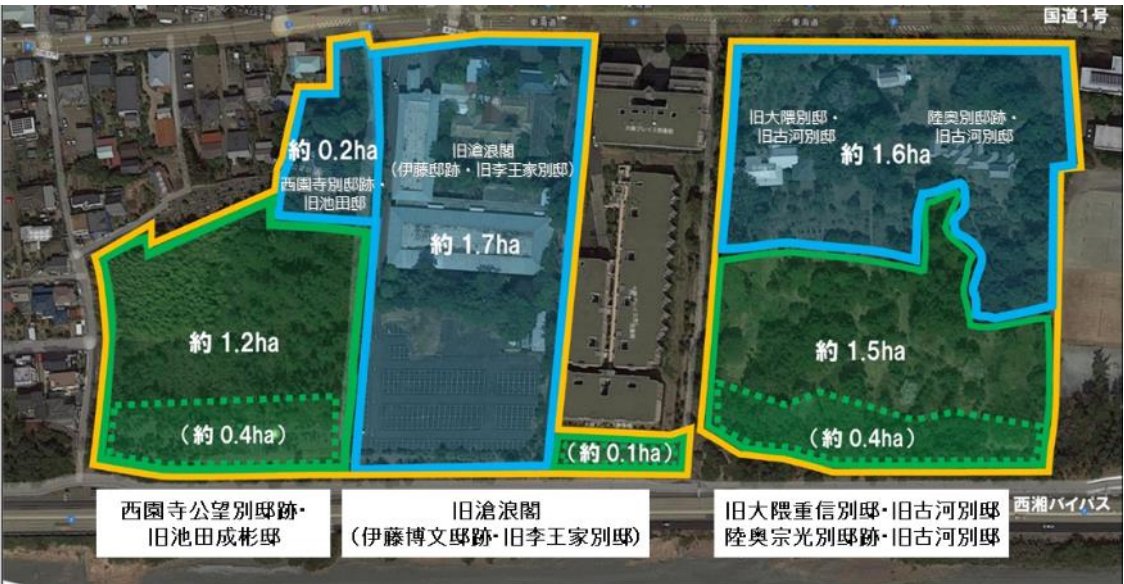 国道1号
東海道
東海道
約 0.2ha
西園寺別邸跡・
旧池田邸
旧滄浪閣
(伊藤邸跡・旧李王家別邸)
約 1.7ha
旧大隈別邸・
旧古河別邸
陸奥別邸跡・
旧古河別邸
約 1.6ha
約 1.2ha
(約 0.4ha)
(約 0.1ha)
約 1.5ha
(約 0.4ha)
西湘バイパス
西園寺公望別邸跡・
旧池田成彬邸
旧滄浪閣
(伊藤博文邸跡・旧李王家別邸)
旧大隈重信別邸・旧古河別邸
陸奥宗光別邸跡・旧古河別邸